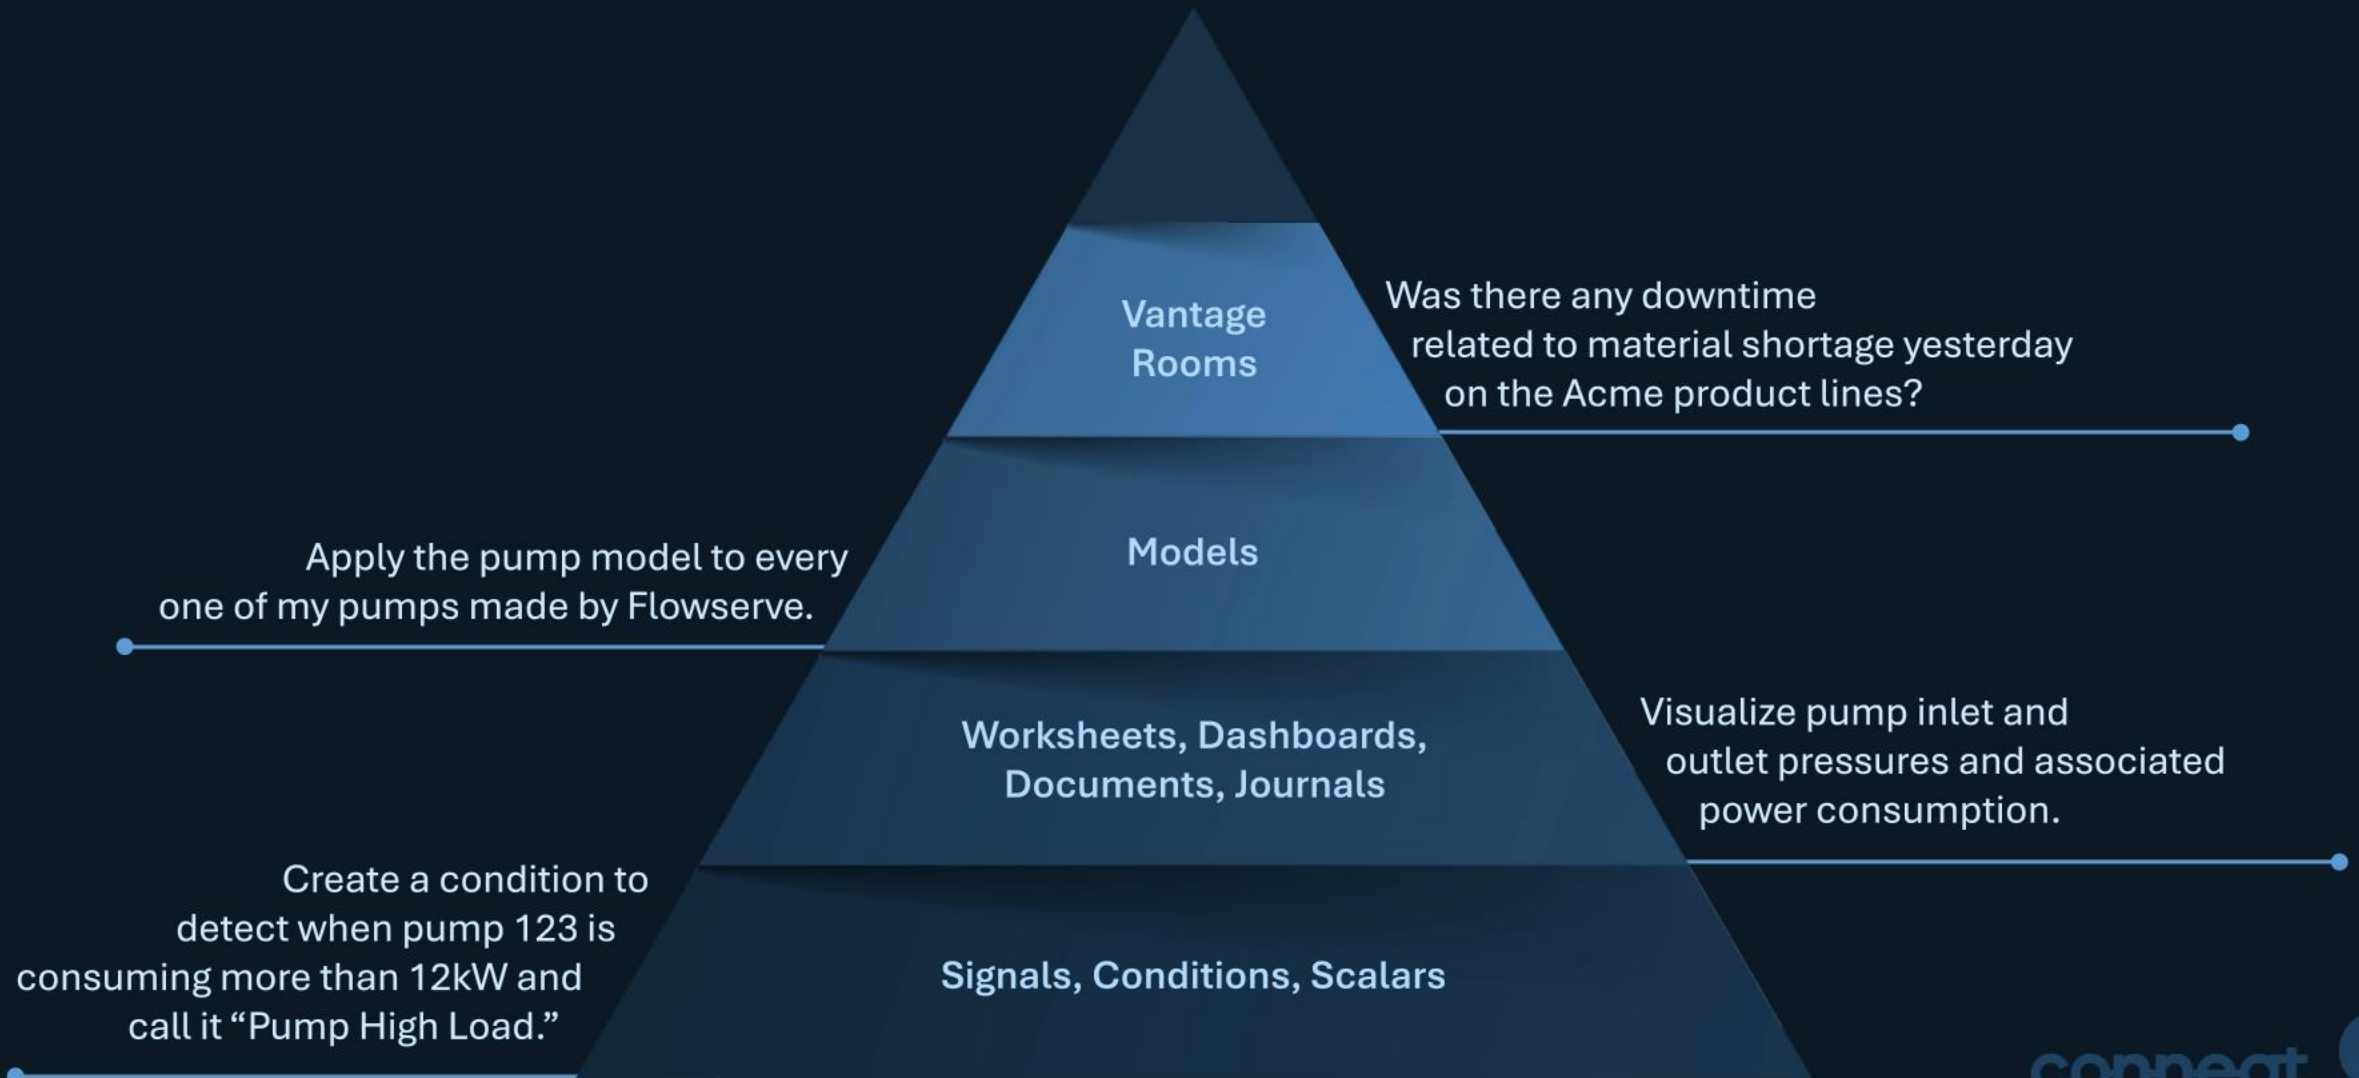 Vantage
Rooms
Was there any downtime
related to material shortage yesterday
on the Acme product lines?
Models
Apply the pump model to every
one of my pumps made by Flowserve.
Worksheets, Dashboards,
Documents, Journals
Visualize pump inlet and
outlet pressures and associated
power consumption.
Signals, Conditions, Scalars
Create a condition to
detect when pump 123 is
consuming more than 12kW and
call it “Pump High Load.”